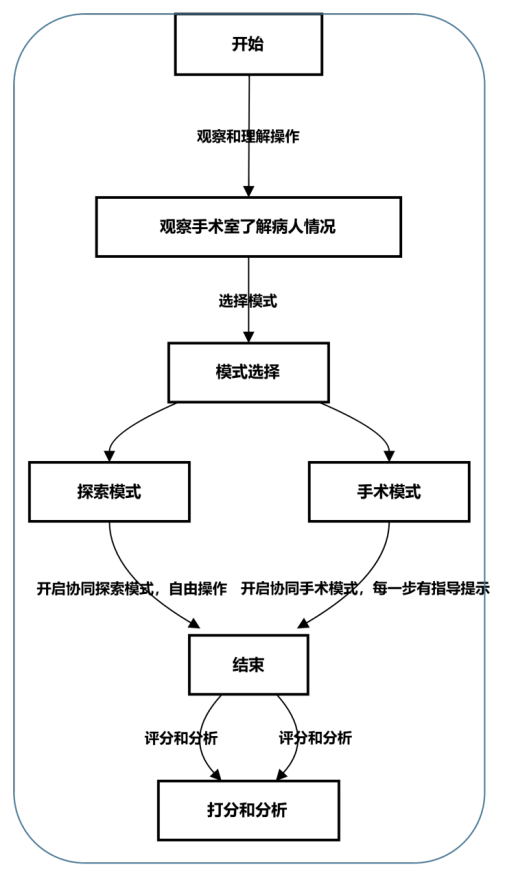 开始
观察和理解操作
观察手术室了解病人情况
选择模式
模式选择
探索模式
手术模式
开启协同探索模式，自由操作
开启协同手术模式，每一步有指导提示
结束
评分和分析
评分和分析
打分和分析